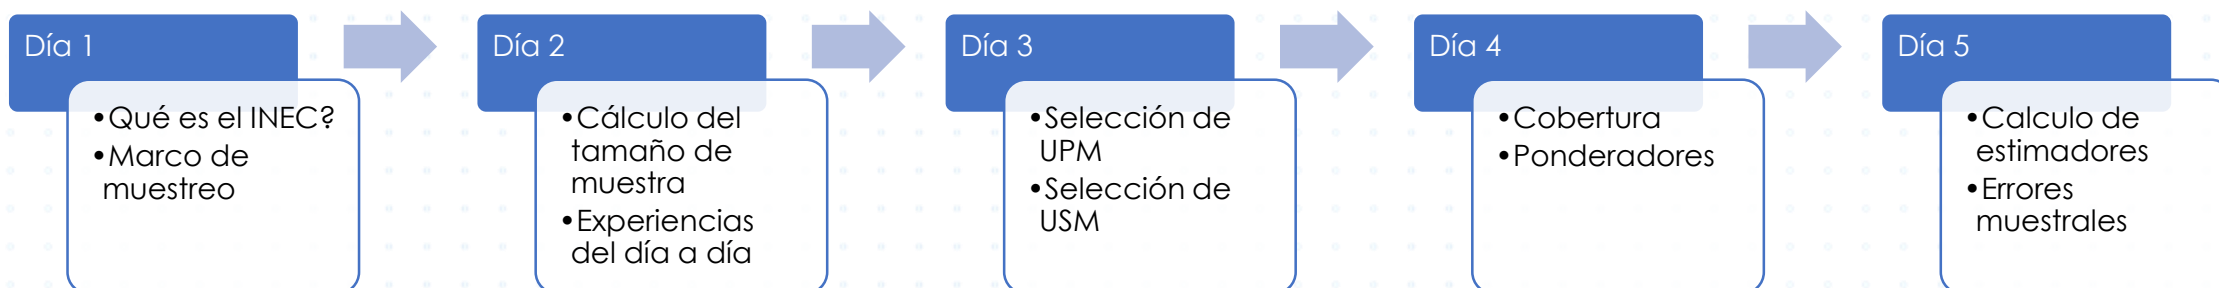 Día 1
•Qué es el INEC?
•Marco de
muestreo
Día 2
•Cálculo del
tamaño de
muestra
•Experiencias
del día a día
Día 3
•Selección de
UPM
•Selección de
USM
Día 4
•Cobertura
•Ponderadores
Día 5
•Calculo de
estimadores
•Errores
muestrales